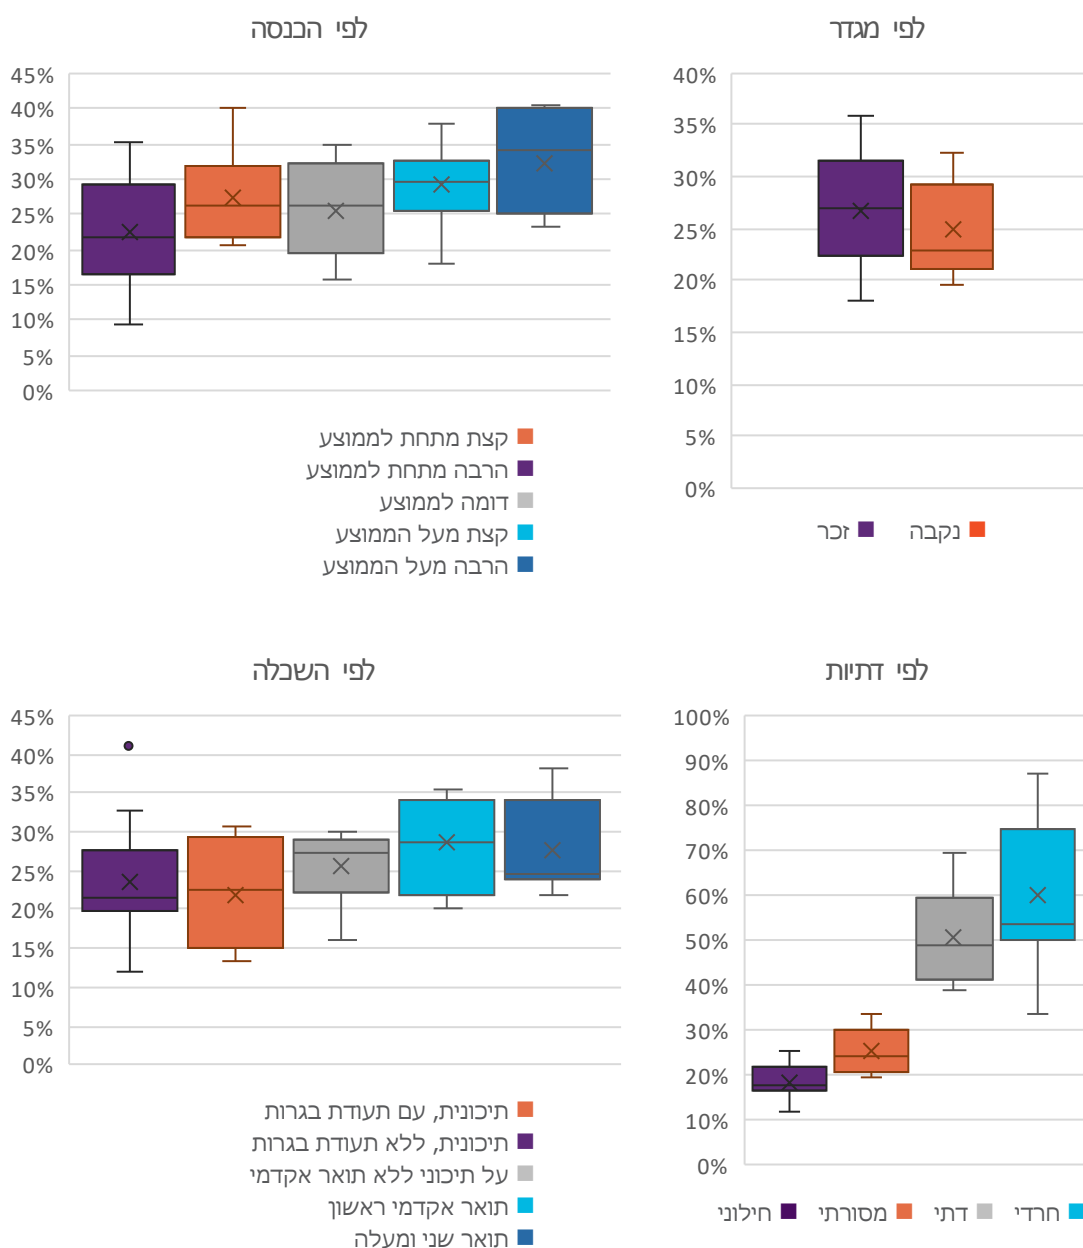 לפי הכנסה
45%
40%
35%
30%
25%
20%
15%
10%
5%
0%
קצת מתחת לממוצע
הרבה מתחת לממוצע
דומה לממוצע
קצת מעל הממוצע
הרבה מעל הממוצע
לפי מגדר
40%
35%
30%
25%
20%
15%
10%
5%
0%
זכר נקבה
לפי השכלה
45%
40%
35%
30%
25%
20%
15%
10%
5%
0%
תיכונית, עם תעודת בגרות
תיכונית, ללא תעודת בגרות
על תיכוני ללא תואר אקדמי
תואר אקדמי ראשון
תואר שני ומעלה
לפי דתיות
100%
90%
80%
70%
60%
50%
40%
30%
20%
10%
0%
חילוני מסורתי דתי חרדי